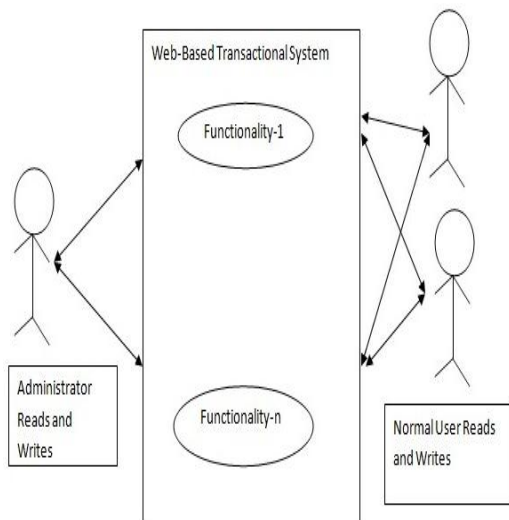 Web-Based Transactional System
Functionality-1
Administrator
Reads and
Writes
Functionality-n
Normal User Reads
and Writes